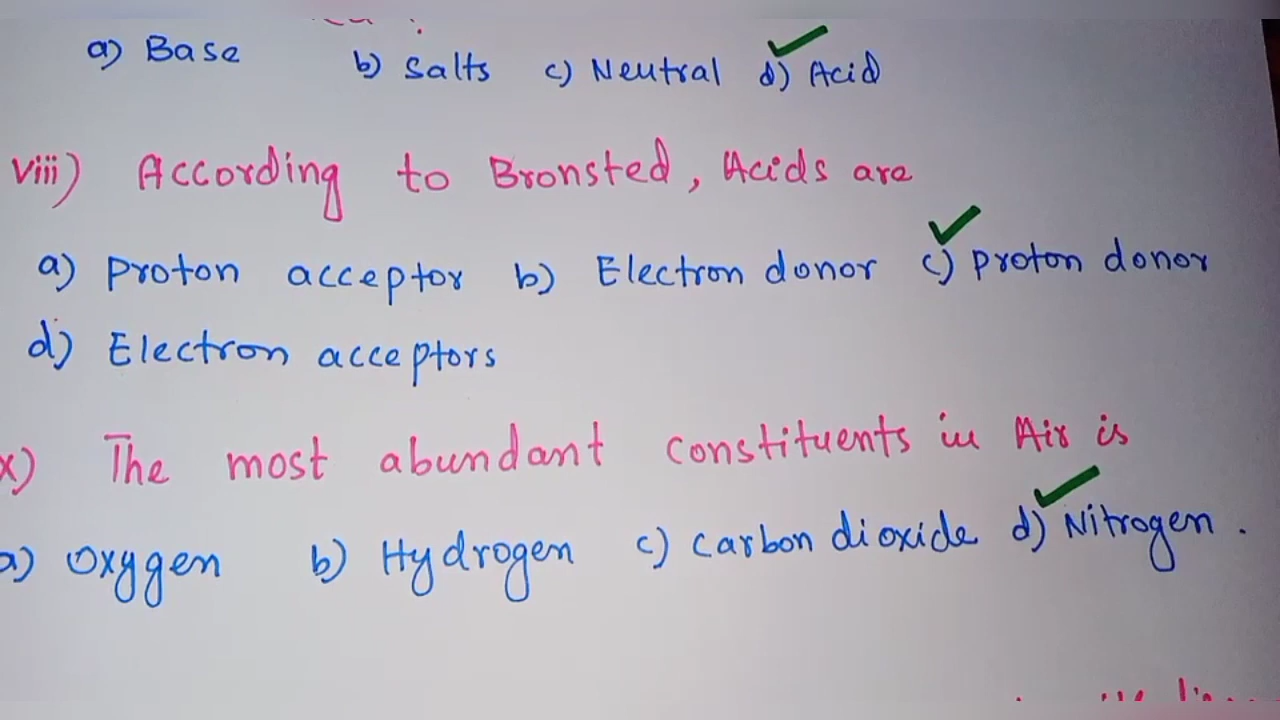 a) Base b) Salts c) Neutral d) Acid
viii) According to Bronsted, Acids are
a) Proton acceptor b) Electron donor c) Proton donor
d) Electron acceptors
x) The most abundant constituents in Air is
a) Oxygen b) Hydrogen c) Carbon dioxide d) Nitrogen.